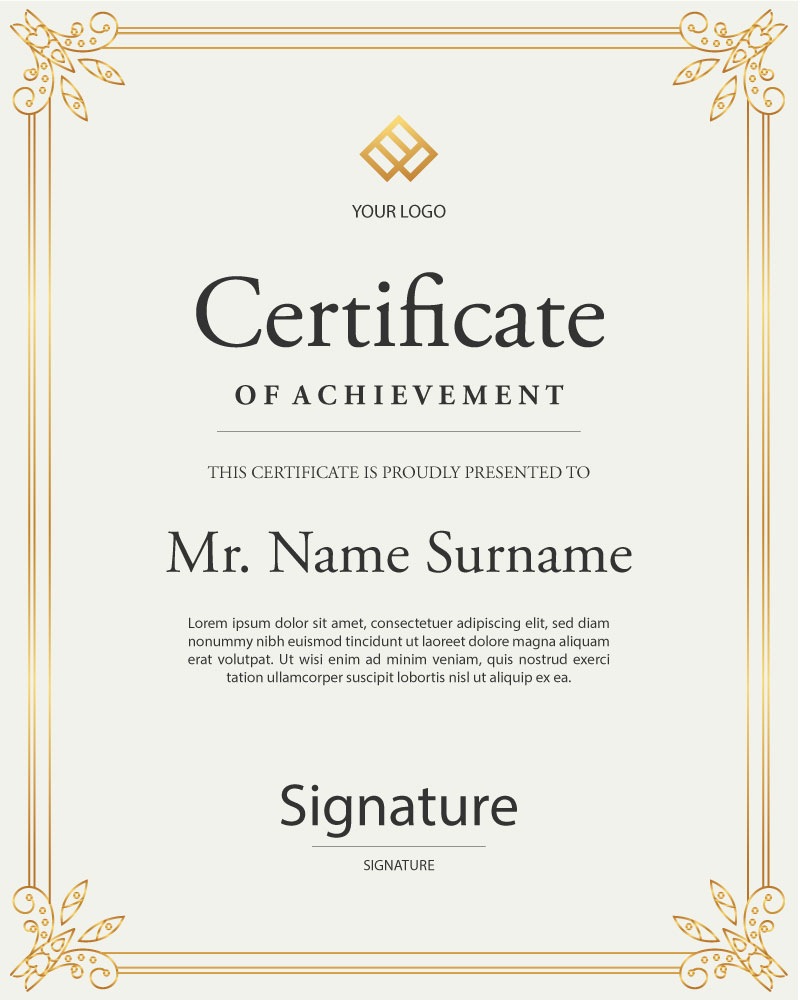 YOUR LOGO
Certificate
OF ACHIEVEMENT
THIS CERTIFICATE IS PROUDLY PRESENTED TO
Mr. Name Surname
Lorem ipsum dolor sit amet, consectetuer adipiscing elit, sed diam
nonummy nibh euismod tincidunt ut laoreet dolore magna aliquam
erat volutpat. Ut wisi enim ad minim veniam, quis nostrud exerci
tation ullamcorper suscipit lobortis nisl ut aliquip ex ea.
Signature
SIGNATURE